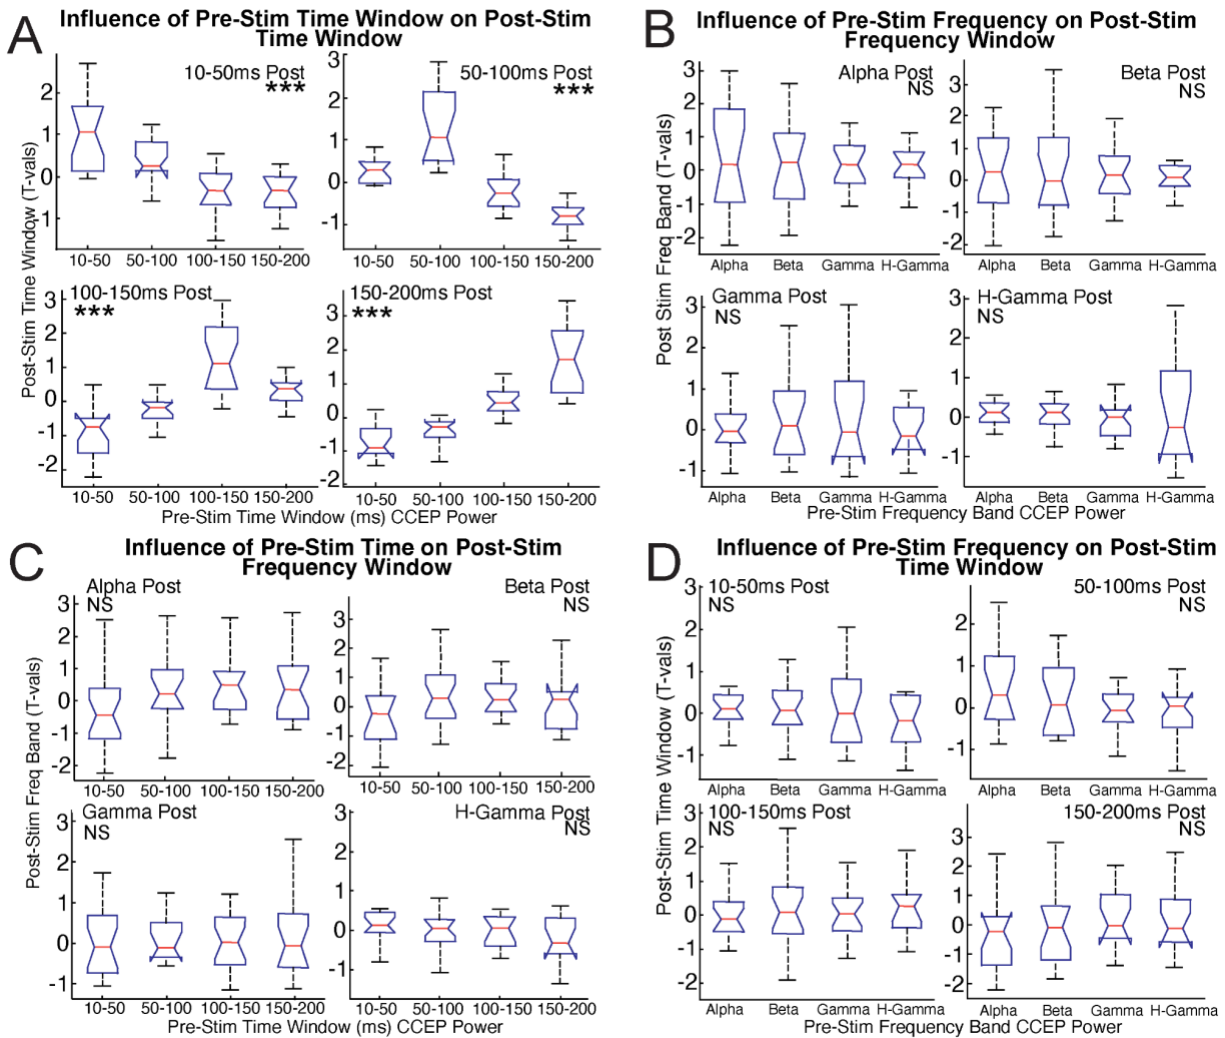 A
Influence of Pre-Stim Time Window on Post-Stim
Time Window
Post-Stim Time Window (T-vals)
10-50ms Post
***
2
1
0
-1
10-50 50-100 100-150 150-200
50-100ms Post
***
3
2
1
0
-1
10-50 50-100 100-150 150-200
100-150ms Post
***
3
2
1
0
-1
-2
10-50 50-100 100-150 150-200
150-200ms Post
***
3
2
1
0
-1
-2
10-50 50-100 100-150 150-200
Pre-Stim Time Window (ms) CCEP Power
B
Influence of Pre-Stim Frequency on Post-Stim
Frequency Window
Post Stim Freq Band (T-vals)
Alpha Post
NS
3
2
1
0
-1
-2
Alpha Beta Gamma H-Gamma
Beta Post
NS
3
2
1
0
-1
-2
Alpha Beta Gamma H-Gamma
Gamma Post
NS
3
2
1
0
-1
Alpha Beta Gamma H-Gamma
H-Gamma Post
NS
3
2
1
0
-1
Alpha Beta Gamma H-Gamma
Pre-Stim Frequency Band CCEP Power
C
Influence of Pre-Stim Time on Post-Stim
Frequency Window
Post-Stim Freq Band (T-vals)
Alpha Post
NS
3
2
1
0
-1
-2
10-50 50-100 100-150 150-200
Beta Post
NS
3
2
1
0
-1
-2
10-50 50-100 100-150 150-200
Gamma Post
NS
3
2
1
0
-1
10-50 50-100 100-150 150-200
H-Gamma Post
NS
3
2
1
0
-1
10-50 50-100 100-150 150-200
Pre-Stim Time Window (ms) CCEP Power
D
Influence of Pre-Stim Frequency on Post-Stim
Time Window
Post-Stim Time Window (T-vals)
10-50ms Post
NS
3
2
1
0
-1
Alpha Beta Gamma H-Gamma
50-100ms Post
NS
2
1
0
-1
Alpha Beta Gamma H-Gamma
100-150ms Post
NS
3
2
1
0
-1
-2
Alpha Beta Gamma H-Gamma
150-200ms Post
NS
3
2
1
0
-1
-2
Alpha Beta Gamma H-Gamma
Pre-Stim Frequency Band CCEP Power